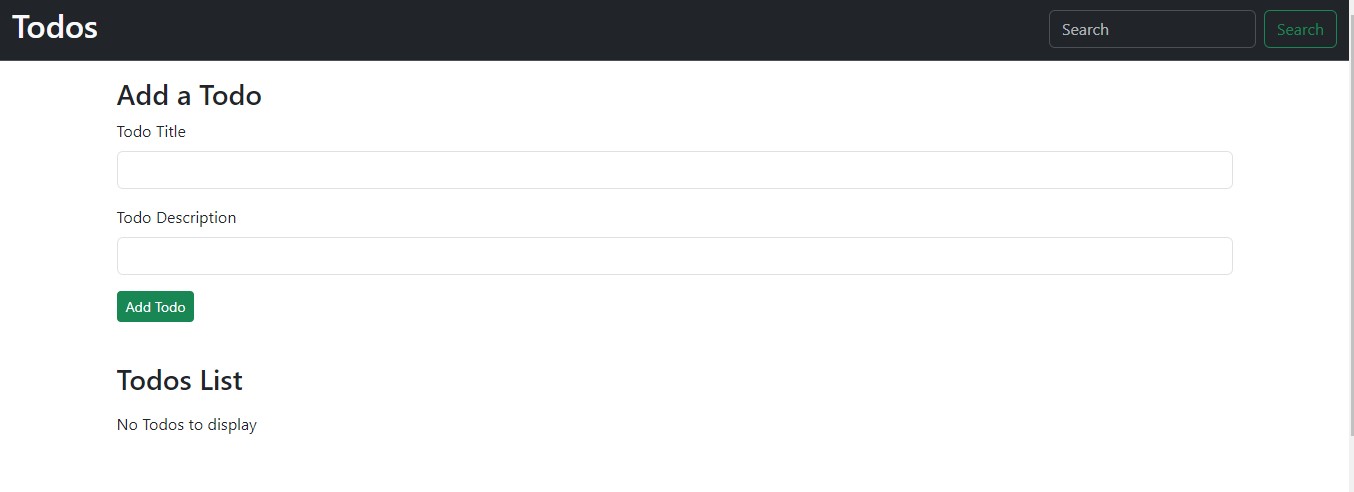 Todos
Search Search
Add a Todo
Todo Title
Todo Description
Add Todo
Todos List
No Todos to display